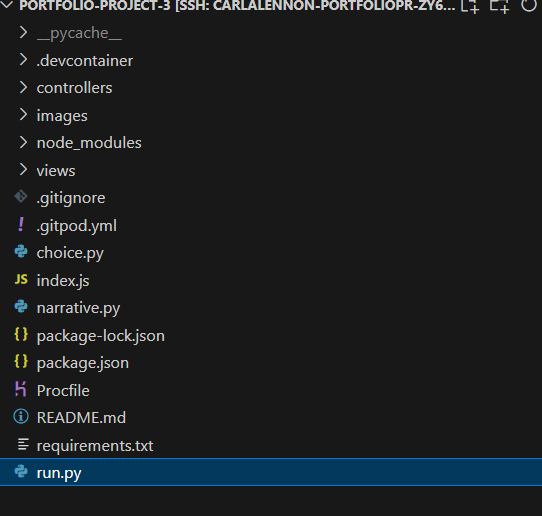 PORTFOLIO-PROJECT-3 [SSH: CARLALENNON-PORTFOLIOPR-ZY6...
__pycache__
.devcontainer
controllers
images
node_modules
views
.gitignore
! .gitpod.yml
choice.py
JS index.js
narrative.py
{} package-lock.json
{} package.json
Procfile
README.md
requirements.txt
run.py